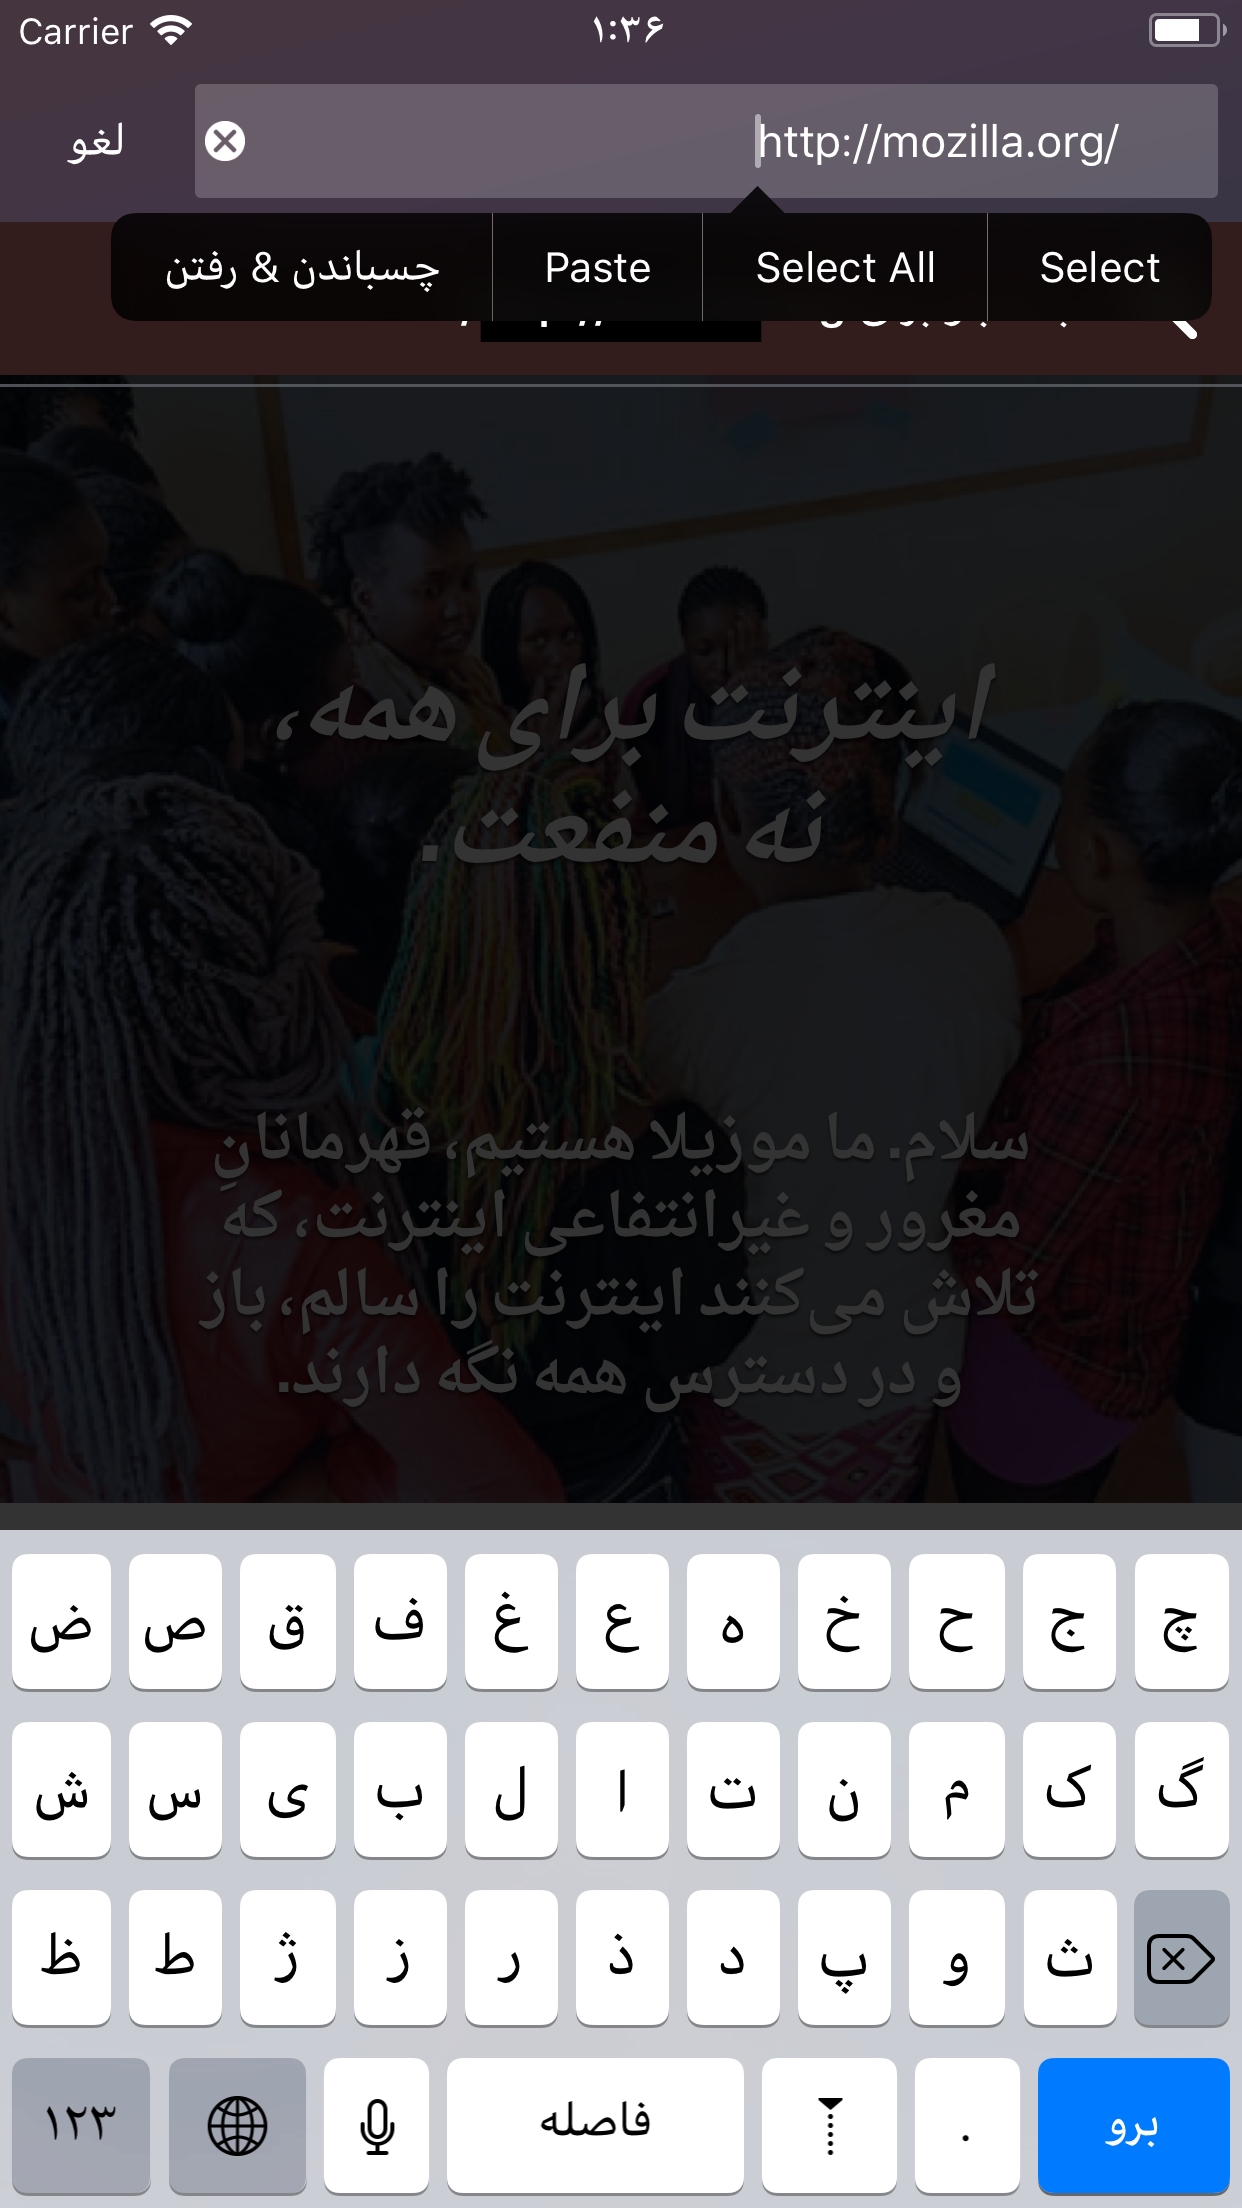 Carrier ۱:۳۶
لغو http://mozilla.org/
چسباندن & رفتن Paste Select All Select
اینترنت برای همه،
نه منفعت.
سلام. ما موزیلا هستیم، قهرمانانِ
مغرور و غیرانتفاعی اینترنت، که
تلاش می‌کنند اینترنت را سالم، باز
و در دسترس همه نگه دارند.
ض ص ق ف غ ع ه خ ح ج چ
ش س ی ب ل ا ت ن م ک گ
ظ ط ژ ز ر ذ د پ و ث
۱۲۳ فاصله . برو